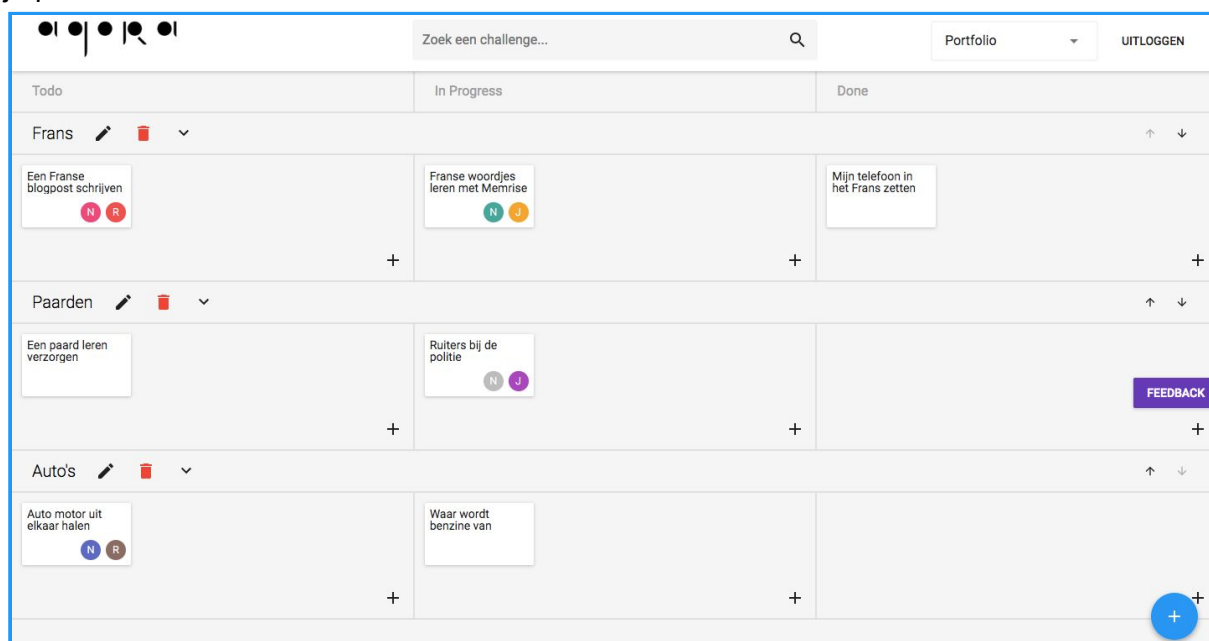 agora
Zoek een challenge...
Portfolio
UITLOGGEN
Todo
In Progress
Done
Frans
Een Franse
blogpost schrijven
N R
Franse woordjes
leren met Memrise
N J
Mijn telefoon in
het Frans zetten
Paarden
Een paard leren
verzorgen
Ruiters bij de
politie
N J
FEEDBACK
Auto's
Auto motor uit
elkaar halen
N R
Waar wordt
benzine van